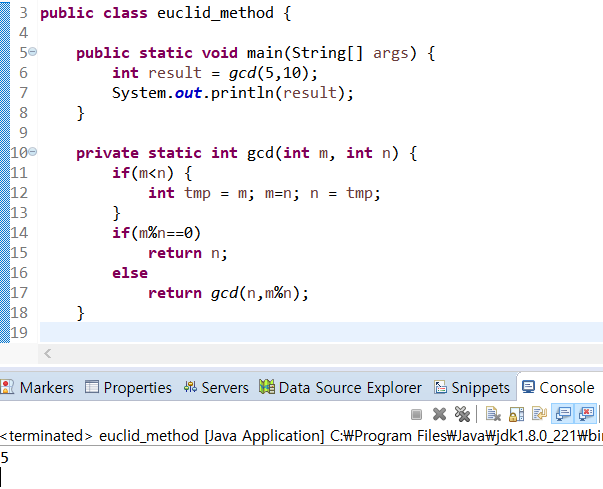 3 public class euclid_method {
4
5 public static void main(String[] args) {
6 int result = gcd(5,10);
7 System.out.println(result);
8 }
9
10 private static int gcd(int m, int n) {
11 if(m<n) {
12 int tmp = m; m=n; n = tmp;
13 }
14 if(m%n==0)
15 return n;
16 else
17 return gcd(n,m%n);
18 }
19
Markers Properties Servers Data Source Explorer Snippets Console
<terminated> euclid_method [Java Application] C:₩Program Files₩Java₩jdk1.8.0_221₩bin
5